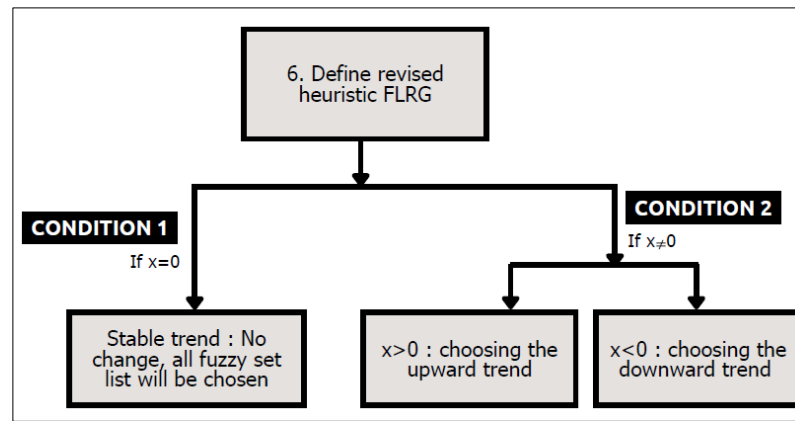 6. Define revised
heuristic FLRG
CONDITION 1
If x=0
CONDITION 2
If x≠0
Stable trend : No
change, all fuzzy set
list will be chosen
x>0 : choosing the
upward trend
x<0 : choosing the
downward trend